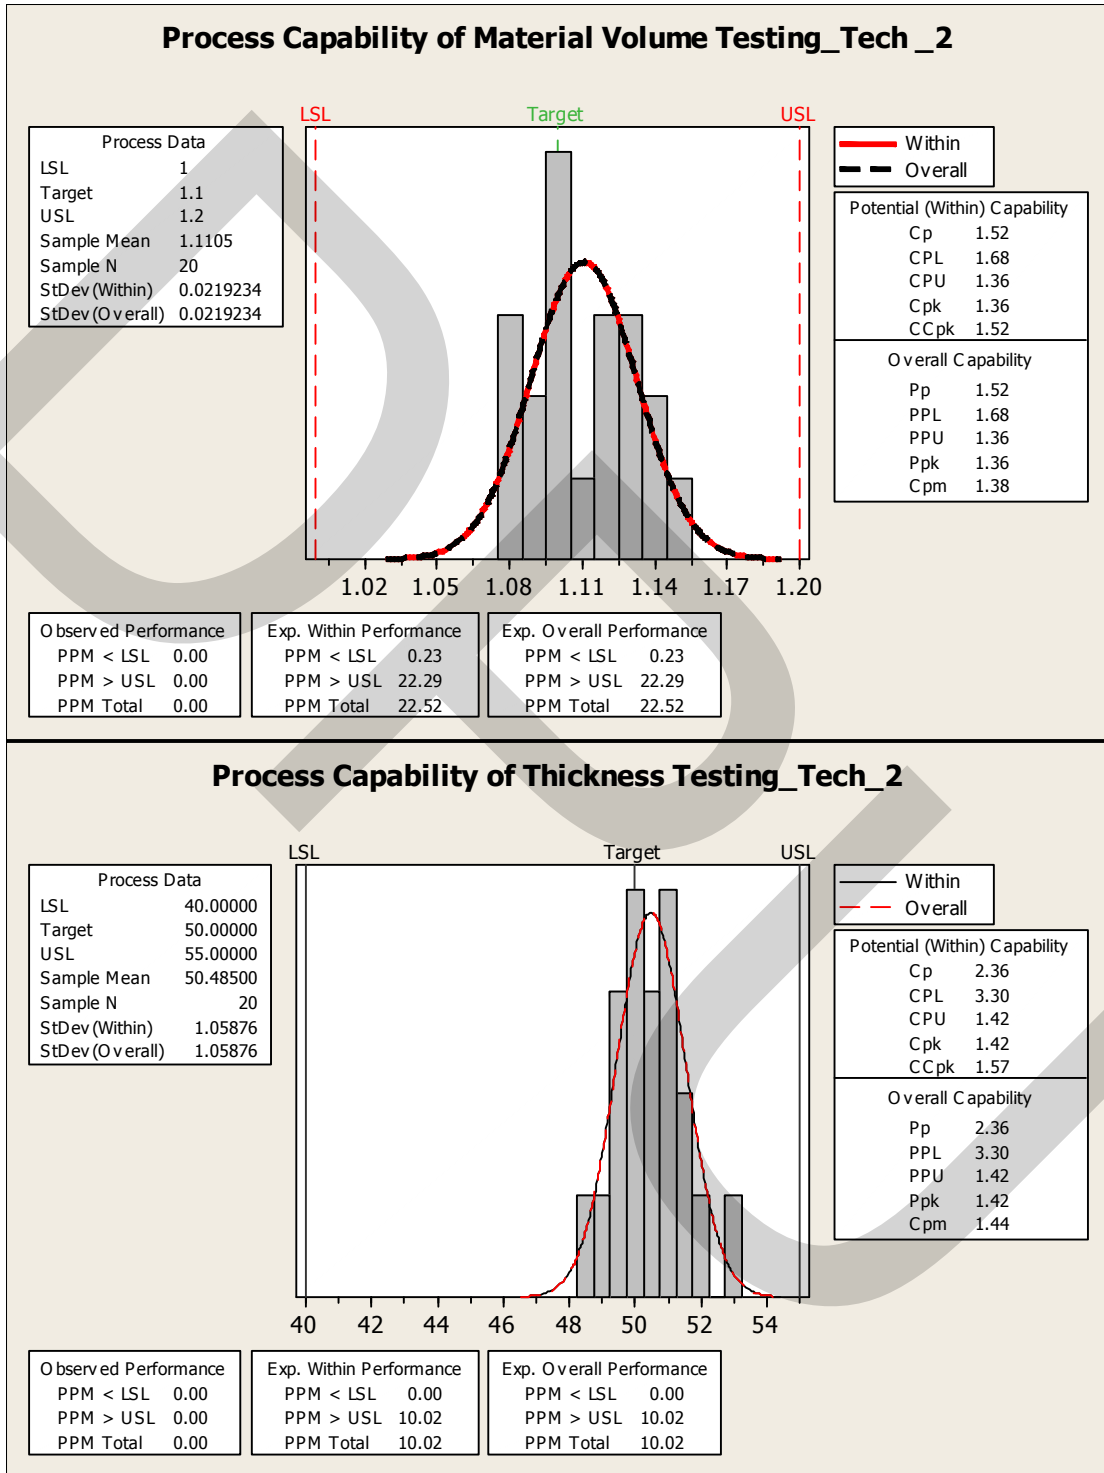 Process Capability of Material Volume Testing_Tech _2
LSL
Target
USL
Process Data
LSL 1
Target 1.1
USL 1.2
Sample Mean 1.1105
Sample N 20
StDev(Within) 0.0219234
StDev(Overall) 0.0219234
Within
Overall
Potential (Within) Capability
Cp 1.52
CPL 1.68
CPU 1.36
Cpk 1.36
CCpk 1.52
Overall Capability
Pp 1.52
PPL 1.68
PPU 1.36
Ppk 1.36
Cpm 1.38
1.02 1.05 1.08 1.11 1.14 1.17 1.20
Observed Performance
PPM < LSL 0.00
PPM > USL 0.00
PPM Total 0.00
Exp. Within Performance
PPM < LSL 0.23
PPM > USL 22.29
PPM Total 22.52
Exp. Overall Performance
PPM < LSL 0.23
PPM > USL 22.29
PPM Total 22.52
Process Capability of Thickness Testing_Tech_2
LSL
Target
USL
Process Data
LSL 40.00000
Target 50.00000
USL 55.00000
Sample Mean 50.48500
Sample N 20
StDev(Within) 1.05876
StDev(Overall) 1.05876
Within
Overall
Potential (Within) Capability
Cp 2.36
CPL 3.30
CPU 1.42
Cpk 1.42
CCpk 1.57
Overall Capability
Pp 2.36
PPL 3.30
PPU 1.42
Ppk 1.42
Cpm 1.44
40 42 44 46 48 50 52 54
Observed Performance
PPM < LSL 0.00
PPM > USL 0.00
PPM Total 0.00
Exp. Within Performance
PPM < LSL 0.00
PPM > USL 10.02
PPM Total 10.02
Exp. Overall Performance
PPM < LSL 0.00
PPM > USL 10.02
PPM Total 10.02